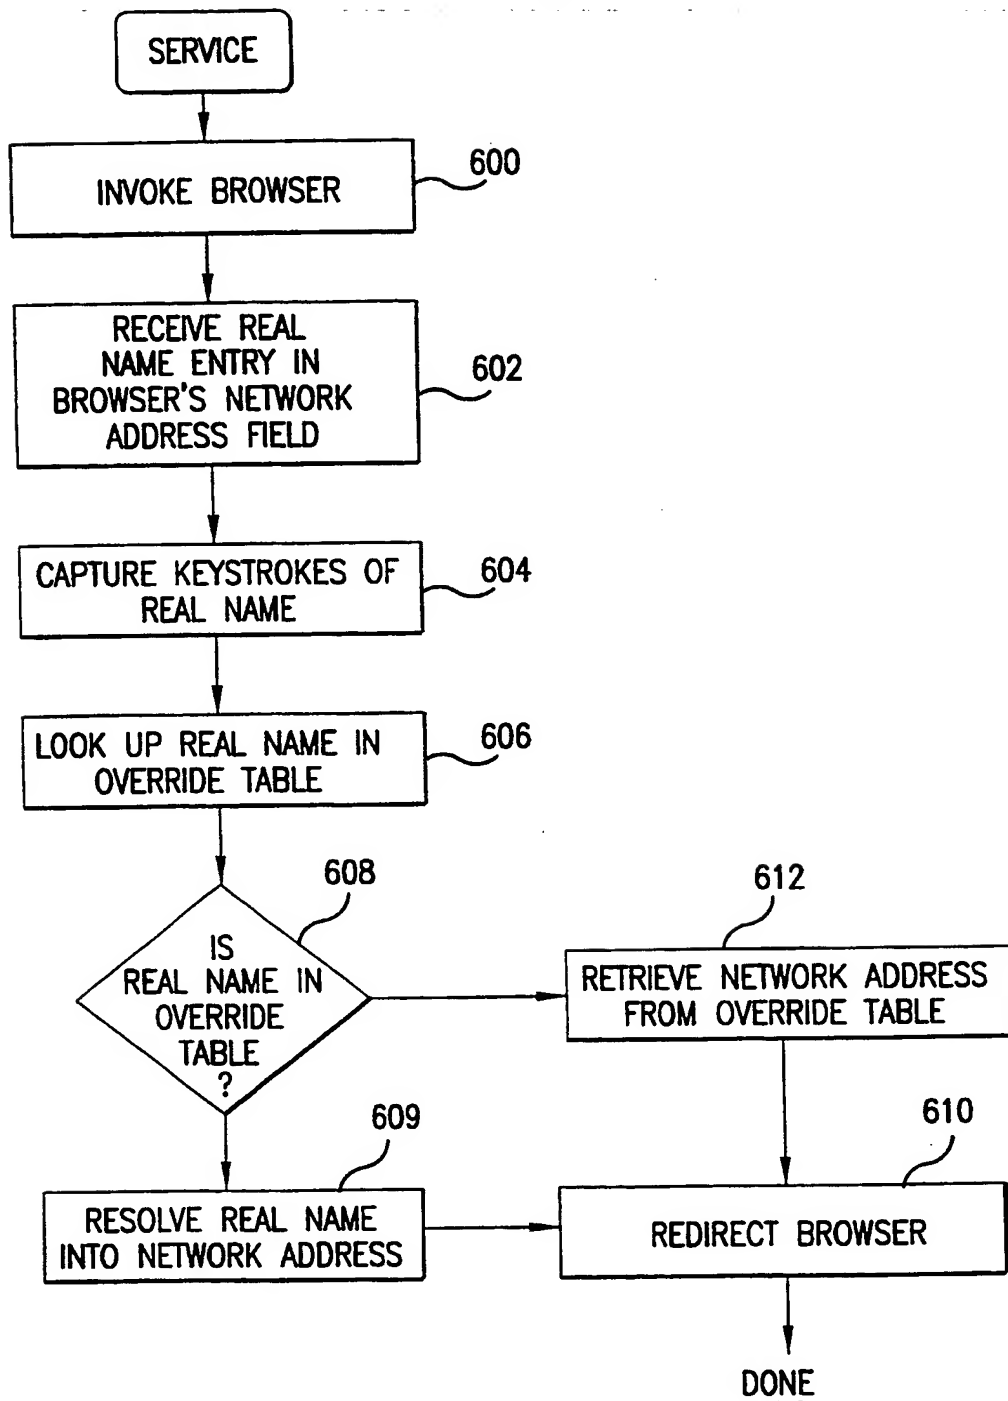 SERVICE
INVOKE BROWSER
600
RECEIVE REAL
NAME ENTRY IN
BROWSER'S NETWORK
ADDRESS FIELD
602
CAPTURE KEYSTROKES OF
REAL NAME
604
LOOK UP REAL NAME IN
OVERRIDE TABLE
606
608
IS
REAL NAME IN
OVERRIDE
TABLE
?
612
RETRIEVE NETWORK ADDRESS
FROM OVERRIDE TABLE
609
RESOLVE REAL NAME
INTO NETWORK ADDRESS
610
REDIRECT BROWSER
DONE